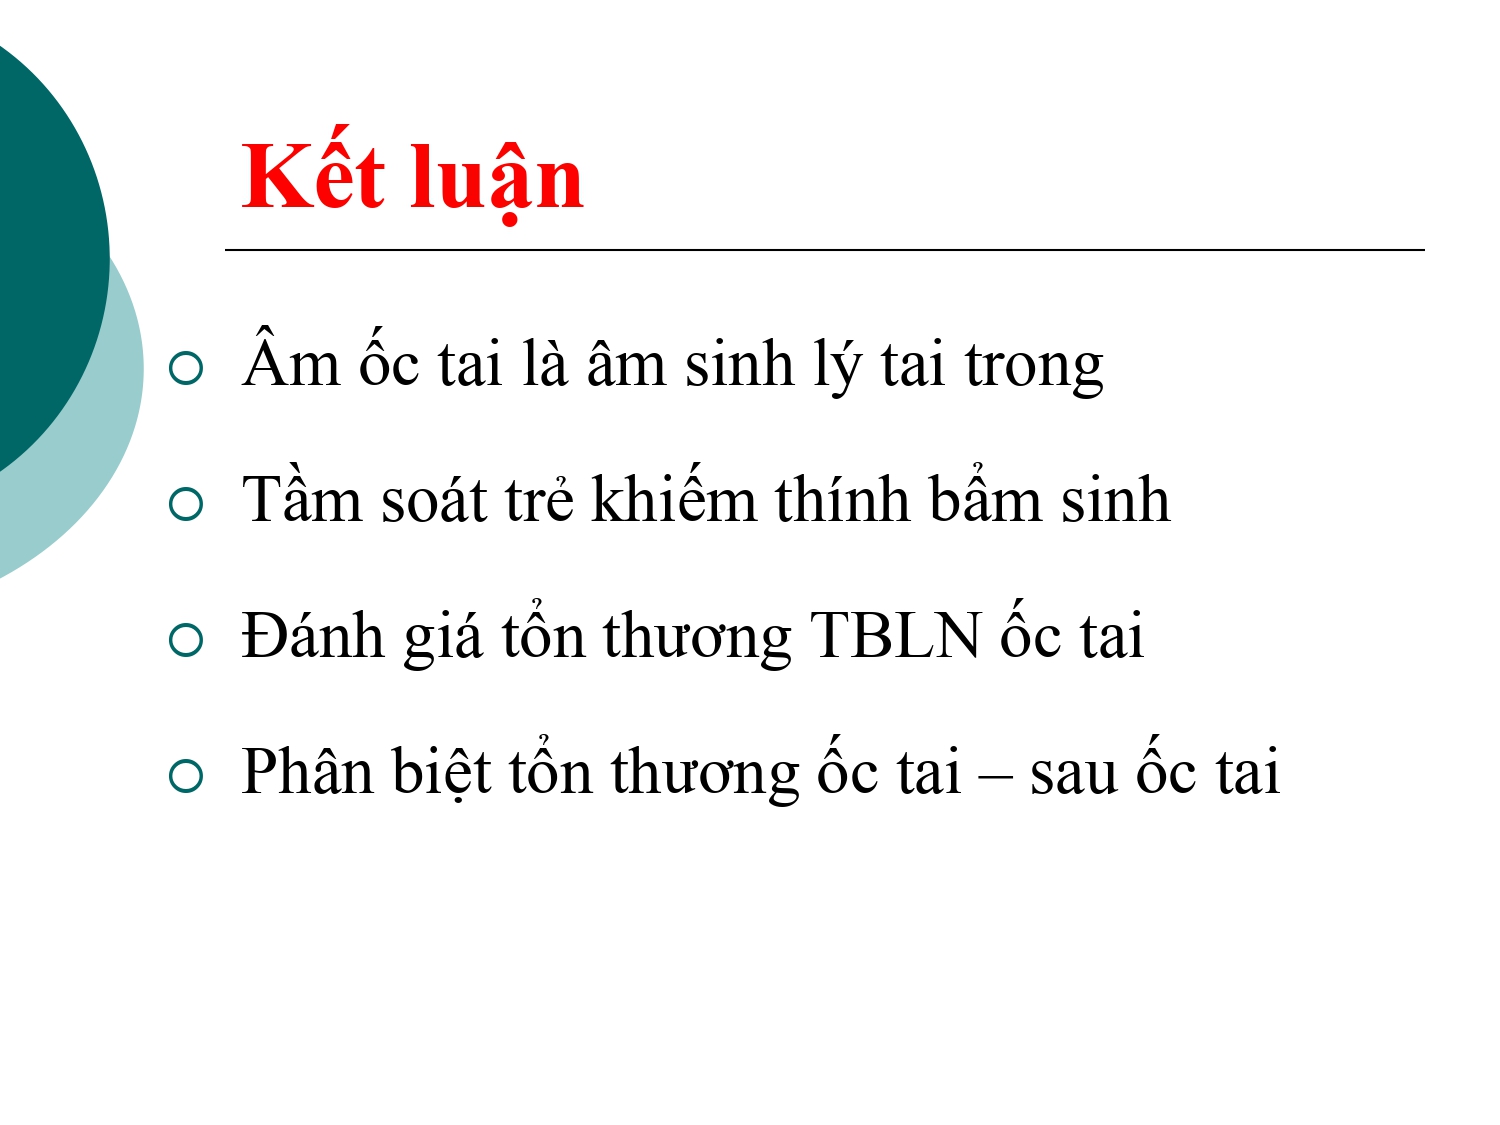 Kết luận
Âm ốc tai là âm sinh lý tai trong
Tầm soát trẻ khiếm thính bẩm sinh
Đánh giá tổn thương TBLN ốc tai
Phân biệt tổn thương ốc tai – sau ốc tai